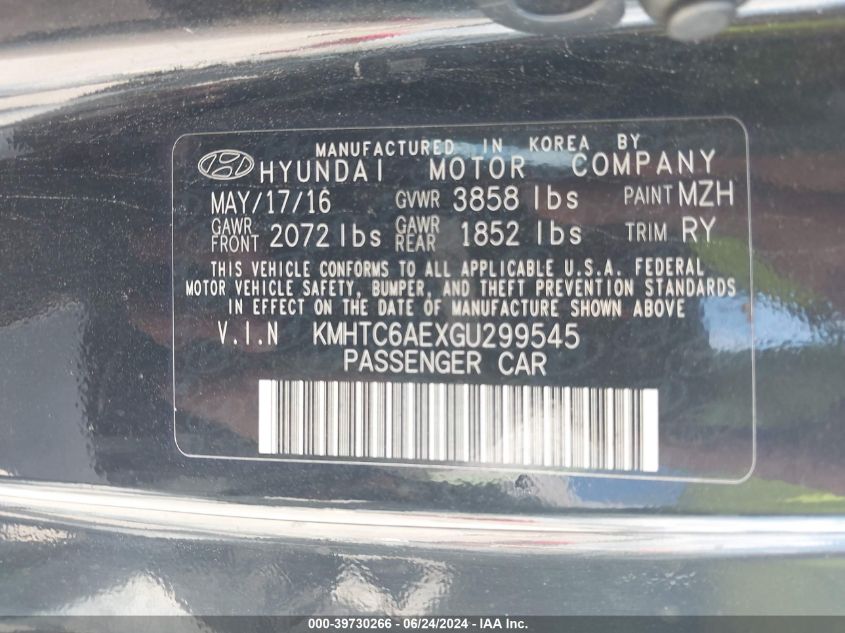 MANUFACTURED IN KOREA BY
HYUNDAI MOTOR COMPANY
MAY/17/16 GVWR 3858 lbs PAINT MZH
GAWR FRONT 2072 lbs GAWR REAR 1852 lbs TRIM RY
THIS VEHICLE CONFORMS TO ALL APPLICABLE U.S.A. FEDERAL
MOTOR VEHICLE SAFETY, BUMPER, AND THEFT PREVENTION STANDARDS
IN EFFECT ON THE DATE OF MANUFACTURE SHOWN ABOVE
V.I.N KMHTC6AEXGU299545
PASSENGER CAR
000-39730266 - 06/24/2024 - IAA Inc.